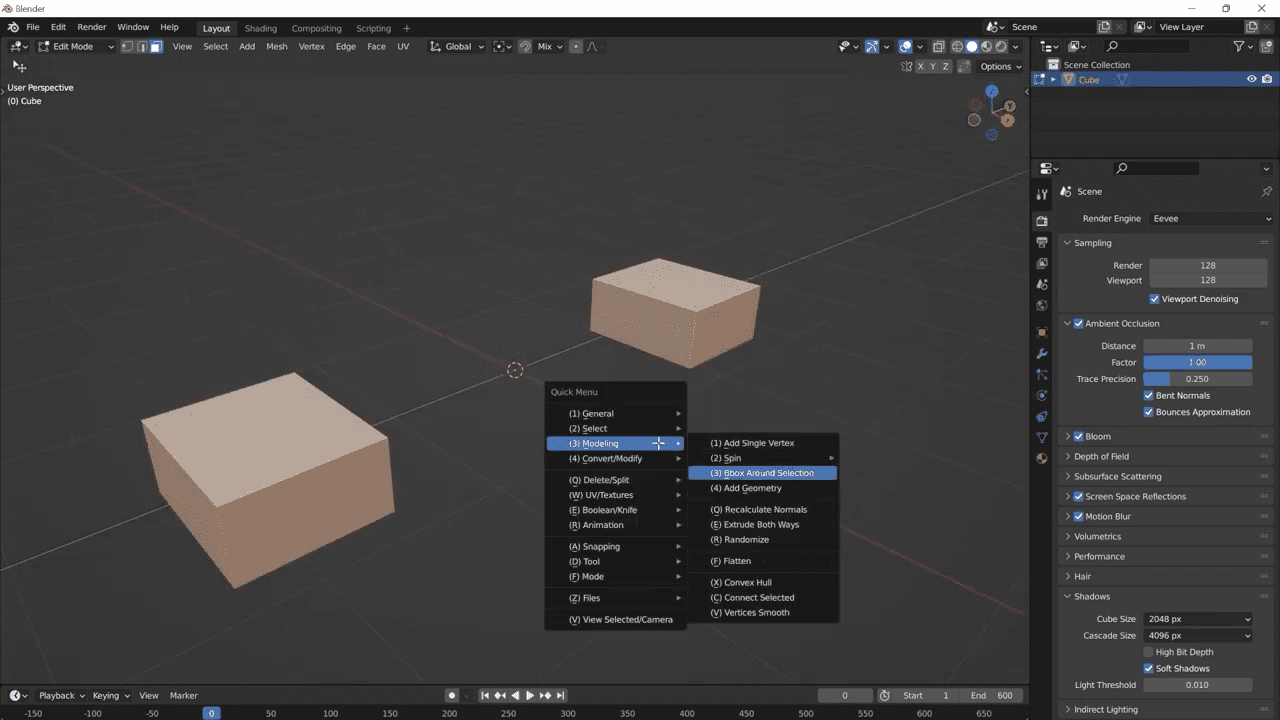 Blender
File Edit Render Window Help Layout Shading Compositing Scripting + Scene View Layer
Edit Mode View Select Add Mesh Vertex Edge Face UV Global Mix
X Y Z Options
User Perspective
(0) Cube
Z
Y
X
Quick Menu
(1) General
(2) Select
(3) Modeling
(4) Convert/Modify
(Q) Delete/Split
(W) UV/Textures
(E) Boolean/Knife
(R) Animation
(A) Snapping
(D) Tool
(F) Mode
(Z) Files
(V) View Selected/Camera
(1) Add Single Vertex
(2) Spin
(3) Bbox Around Selection
(4) Add Geometry
(Q) Recalculate Normals
(E) Extrude Both Ways
(R) Randomize
(F) Flatten
(X) Convex Hull
(C) Connect Selected
(V) Vertices Smooth
Scene Collection
Cube
Scene
Render Engine Eevee
Sampling
Render 128
Viewport 128
Viewport Denoising
Ambient Occlusion
Distance 1 m
Factor 1.00
Trace Precision 0.250
Bent Normals
Bounces Approximation
Bloom
Depth of Field
Subsurface Scattering
Screen Space Reflections
Motion Blur
Volumetrics
Performance
Hair
Shadows
Cube Size 2048 px
Cascade Size 4096 px
High Bit Depth
Soft Shadows
Light Threshold 0.010
Indirect Lighting
Playback Keying View Marker 0 Start 1 End 600
-150 -100 -50 0 50 100 150 200 250 300 350 400 450 500 550 600 650